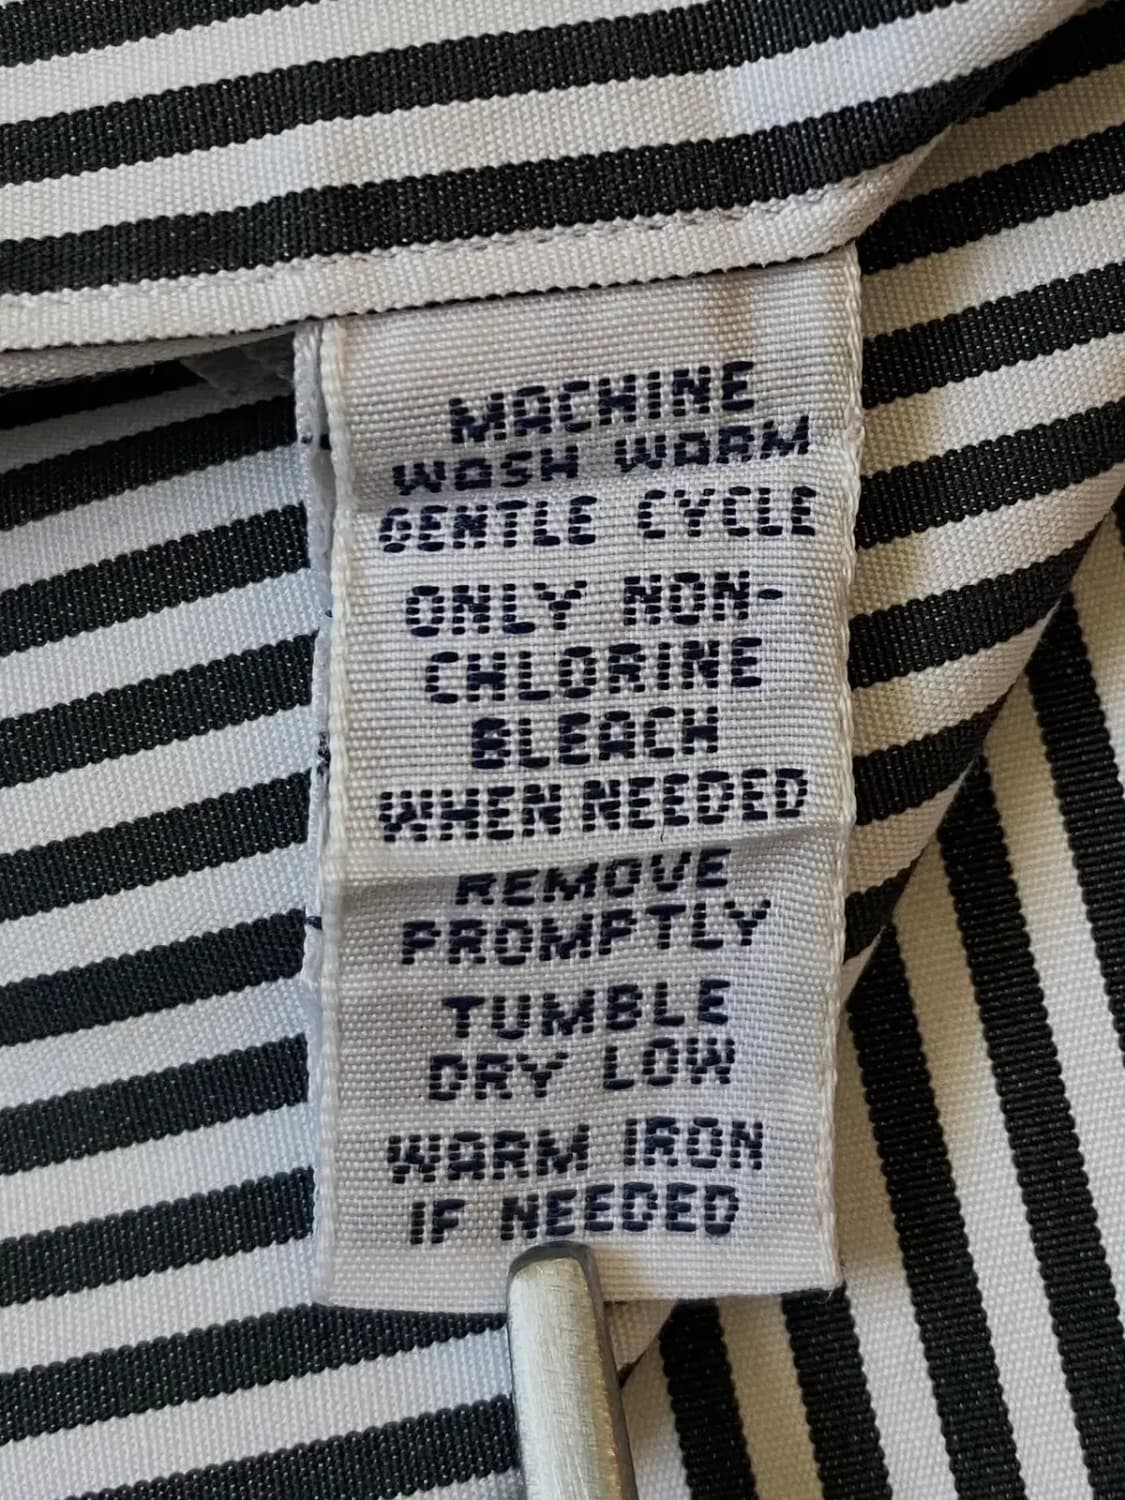 MACHINE
WASH WARM
GENTLE CYCLE
ONLY NON-
CHLORINE
BLEACH
WHEN NEEDED
REMOVE
PROMPTLY
TUMBLE
DRY LOW
WARM IRON
IF NEEDED